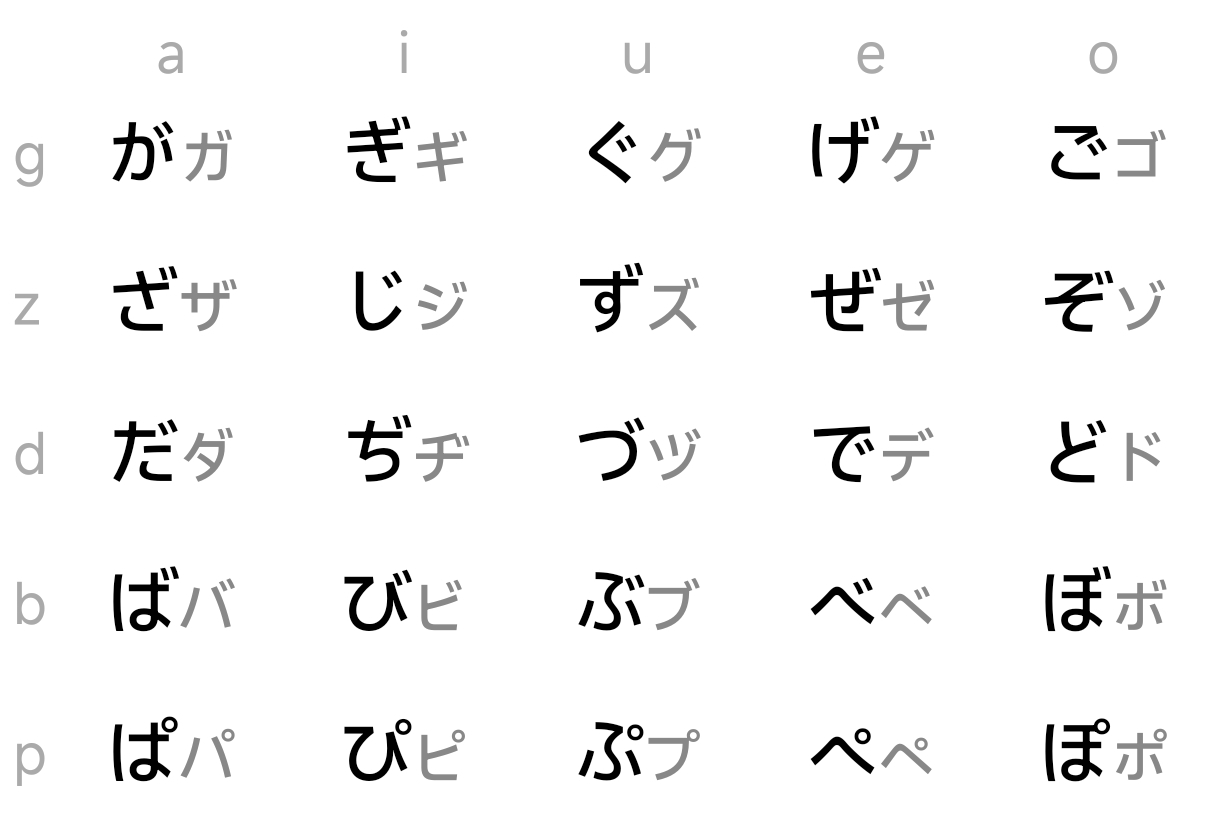 a i u e o
g がガ ぎギ ぐグ げゲ ごゴ
z ざザ じジ ずズ ぜゼ ぞゾ
d だダ ぢヂ づヅ でデ どド
b ばバ びビ ぶブ べベ ぼボ
p ぱパ ぴピ ぷプ ぺペ ぽポ